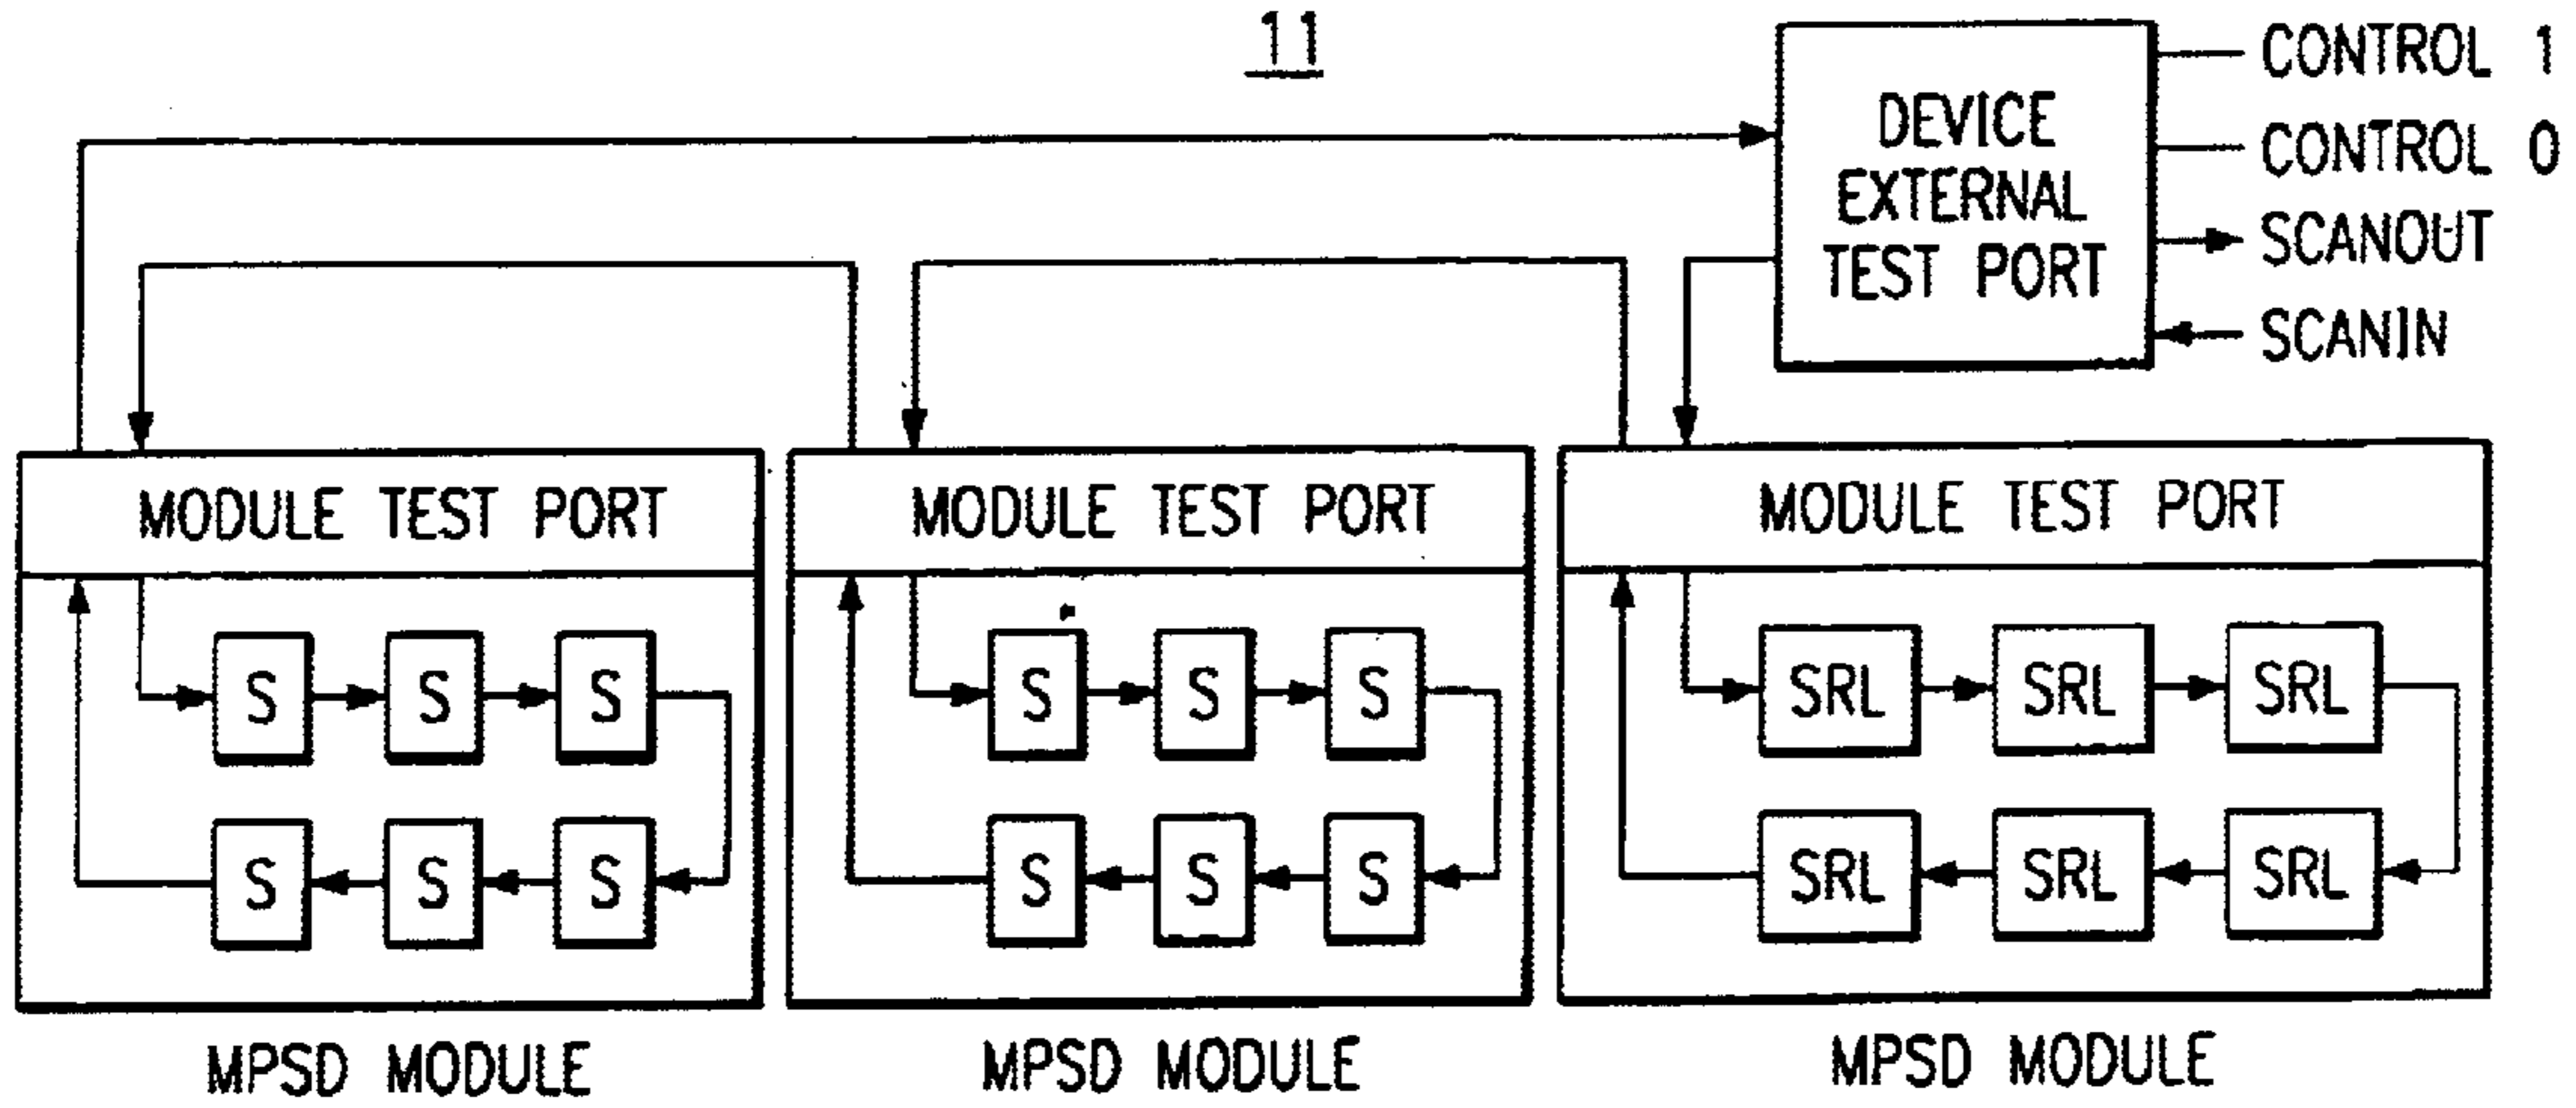 11
CONTROL 1
CONTROL 0
SCANOUT
SCANIN
DEVICE
EXTERNAL
TEST PORT
MODULE TEST PORT
MODULE TEST PORT
MODULE TEST PORT
S S S
S S S
SRL SRL SRL
S S S
S S S
SRL SRL SRL
MPSD MODULE
MPSD MODULE
MPSD MODULE